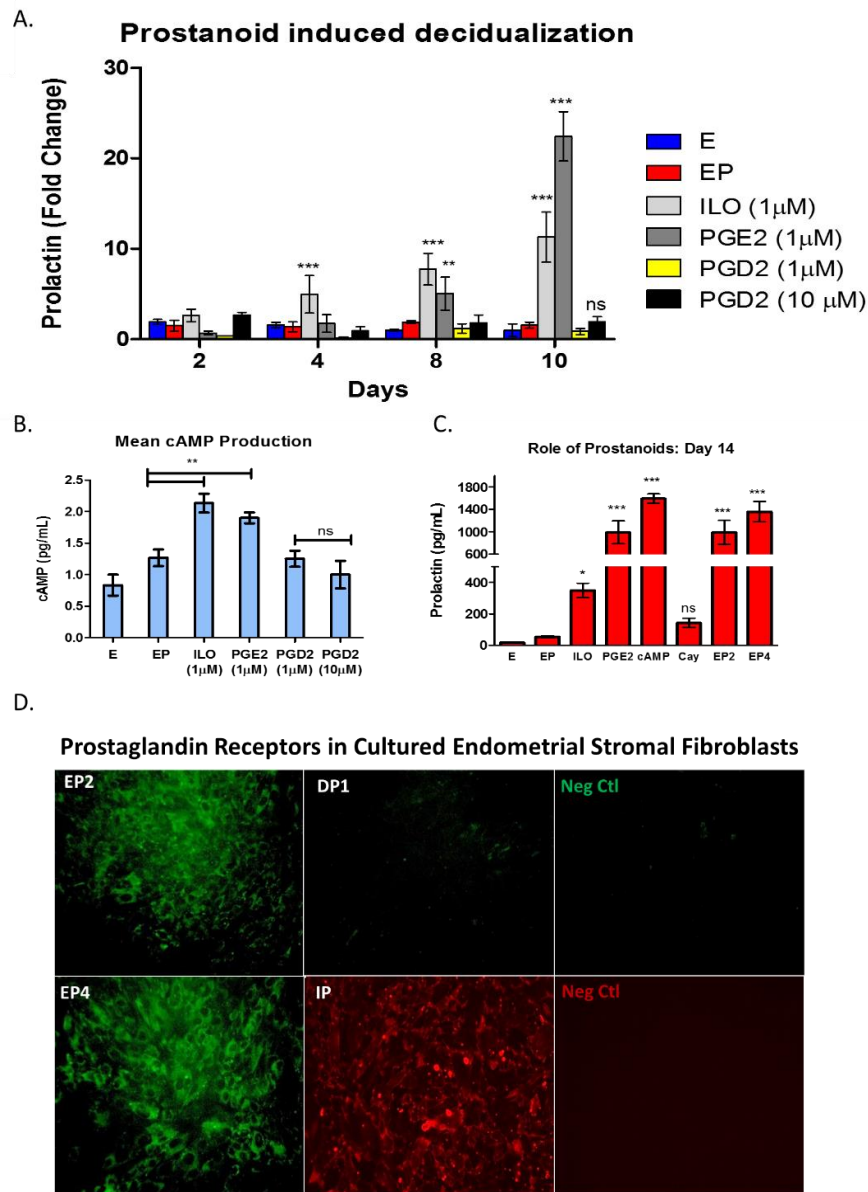 A.
Prostanoid induced decidualization
Prolactin (Fold Change)
30
20
10
0
***
***
**
***
***
ns
2 4 8 10
Days
E
EP
ILO (1μM)
PGE2 (1μM)
PGD2 (1μM)
PGD2 (10 μM)
B.
Mean cAMP Production
cAMP (pg/mL)
2.5
2.0
1.5
1.0
0.5
0.0
**
ns
E EP ILO PGE2 PGD2 PGD2
(1μM) (1μM) (1μM) (10μM)
C.
Role of Prostanoids: Day 14
Prolactin (pg/mL)
1800
1400
1000
600
400
200
0
*
***
***
ns
***
***
E EP ILO PGE2 cAMP Cay EP2 EP4
D.
Prostaglandin Receptors in Cultured Endometrial Stromal Fibroblasts
EP2 DP1 Neg Ctl
EP4 IP Neg Ctl